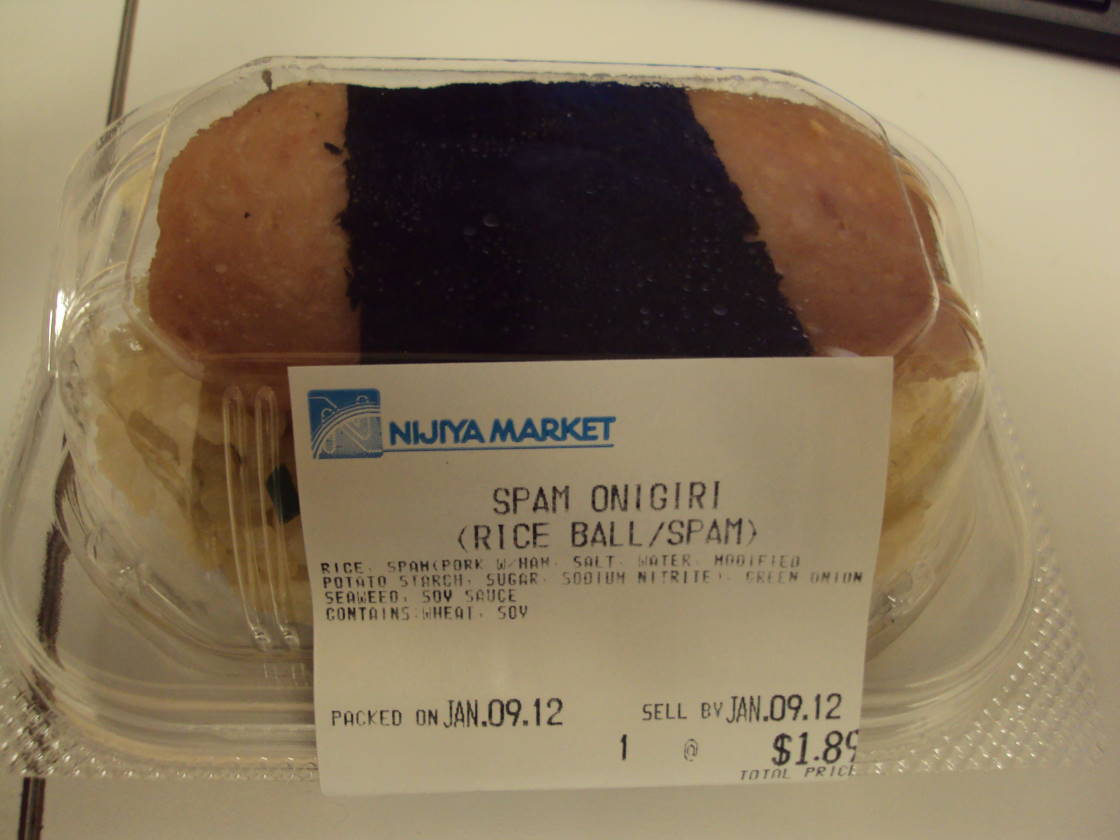 NIJIYA MARKET
SPAM ONIGIRI
(RICE BALL/SPAM)
RICE, SPAM(PORK W/HAM, SALT, WATER, MODIFIED
POTATO STARCH, SUGAR, SODIUM NITRITE), GREEN ONION
SEAWEED, SOY SAUCE
CONTAINS:WHEAT, SOY
PACKED ON JAN.09.12 SELL BY JAN.09.12
1 @ $1.89
TOTAL PRICE